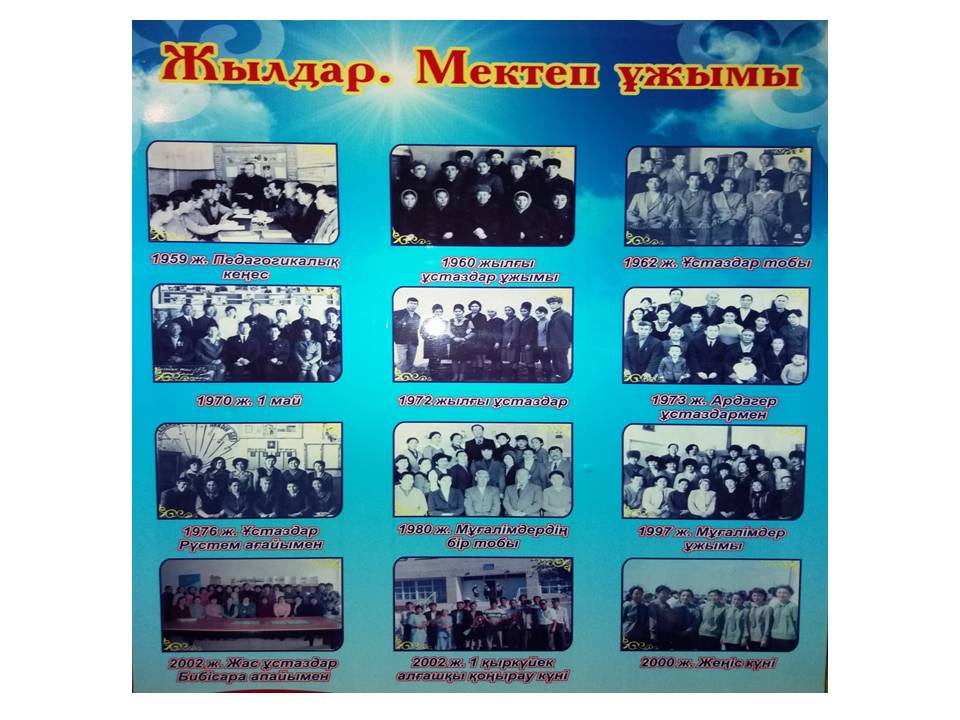 Жылдар. Мектеп ұжымы
1959 ж. Педагогикалық
кеңес
1960 жылғы
ұстаздар ұжымы
1962 ж. Ұстаздар тобы
1970 ж. 1 май
1972 жылғы ұстаздар
1973 ж. Ардагер
ұстаздармен
1976 ж. Ұстаздар
Рүстем ағайымен
1980 ж. Мұғалімдердің
бір тобы
1997 ж. Мұғалімдер
ұжымы
2002 ж. Жас ұстаздар
Бибісара апайымен
2002 ж. 1 қыркүйек
алғашқы қоңырау күні
2000 ж. Жеңіс күні